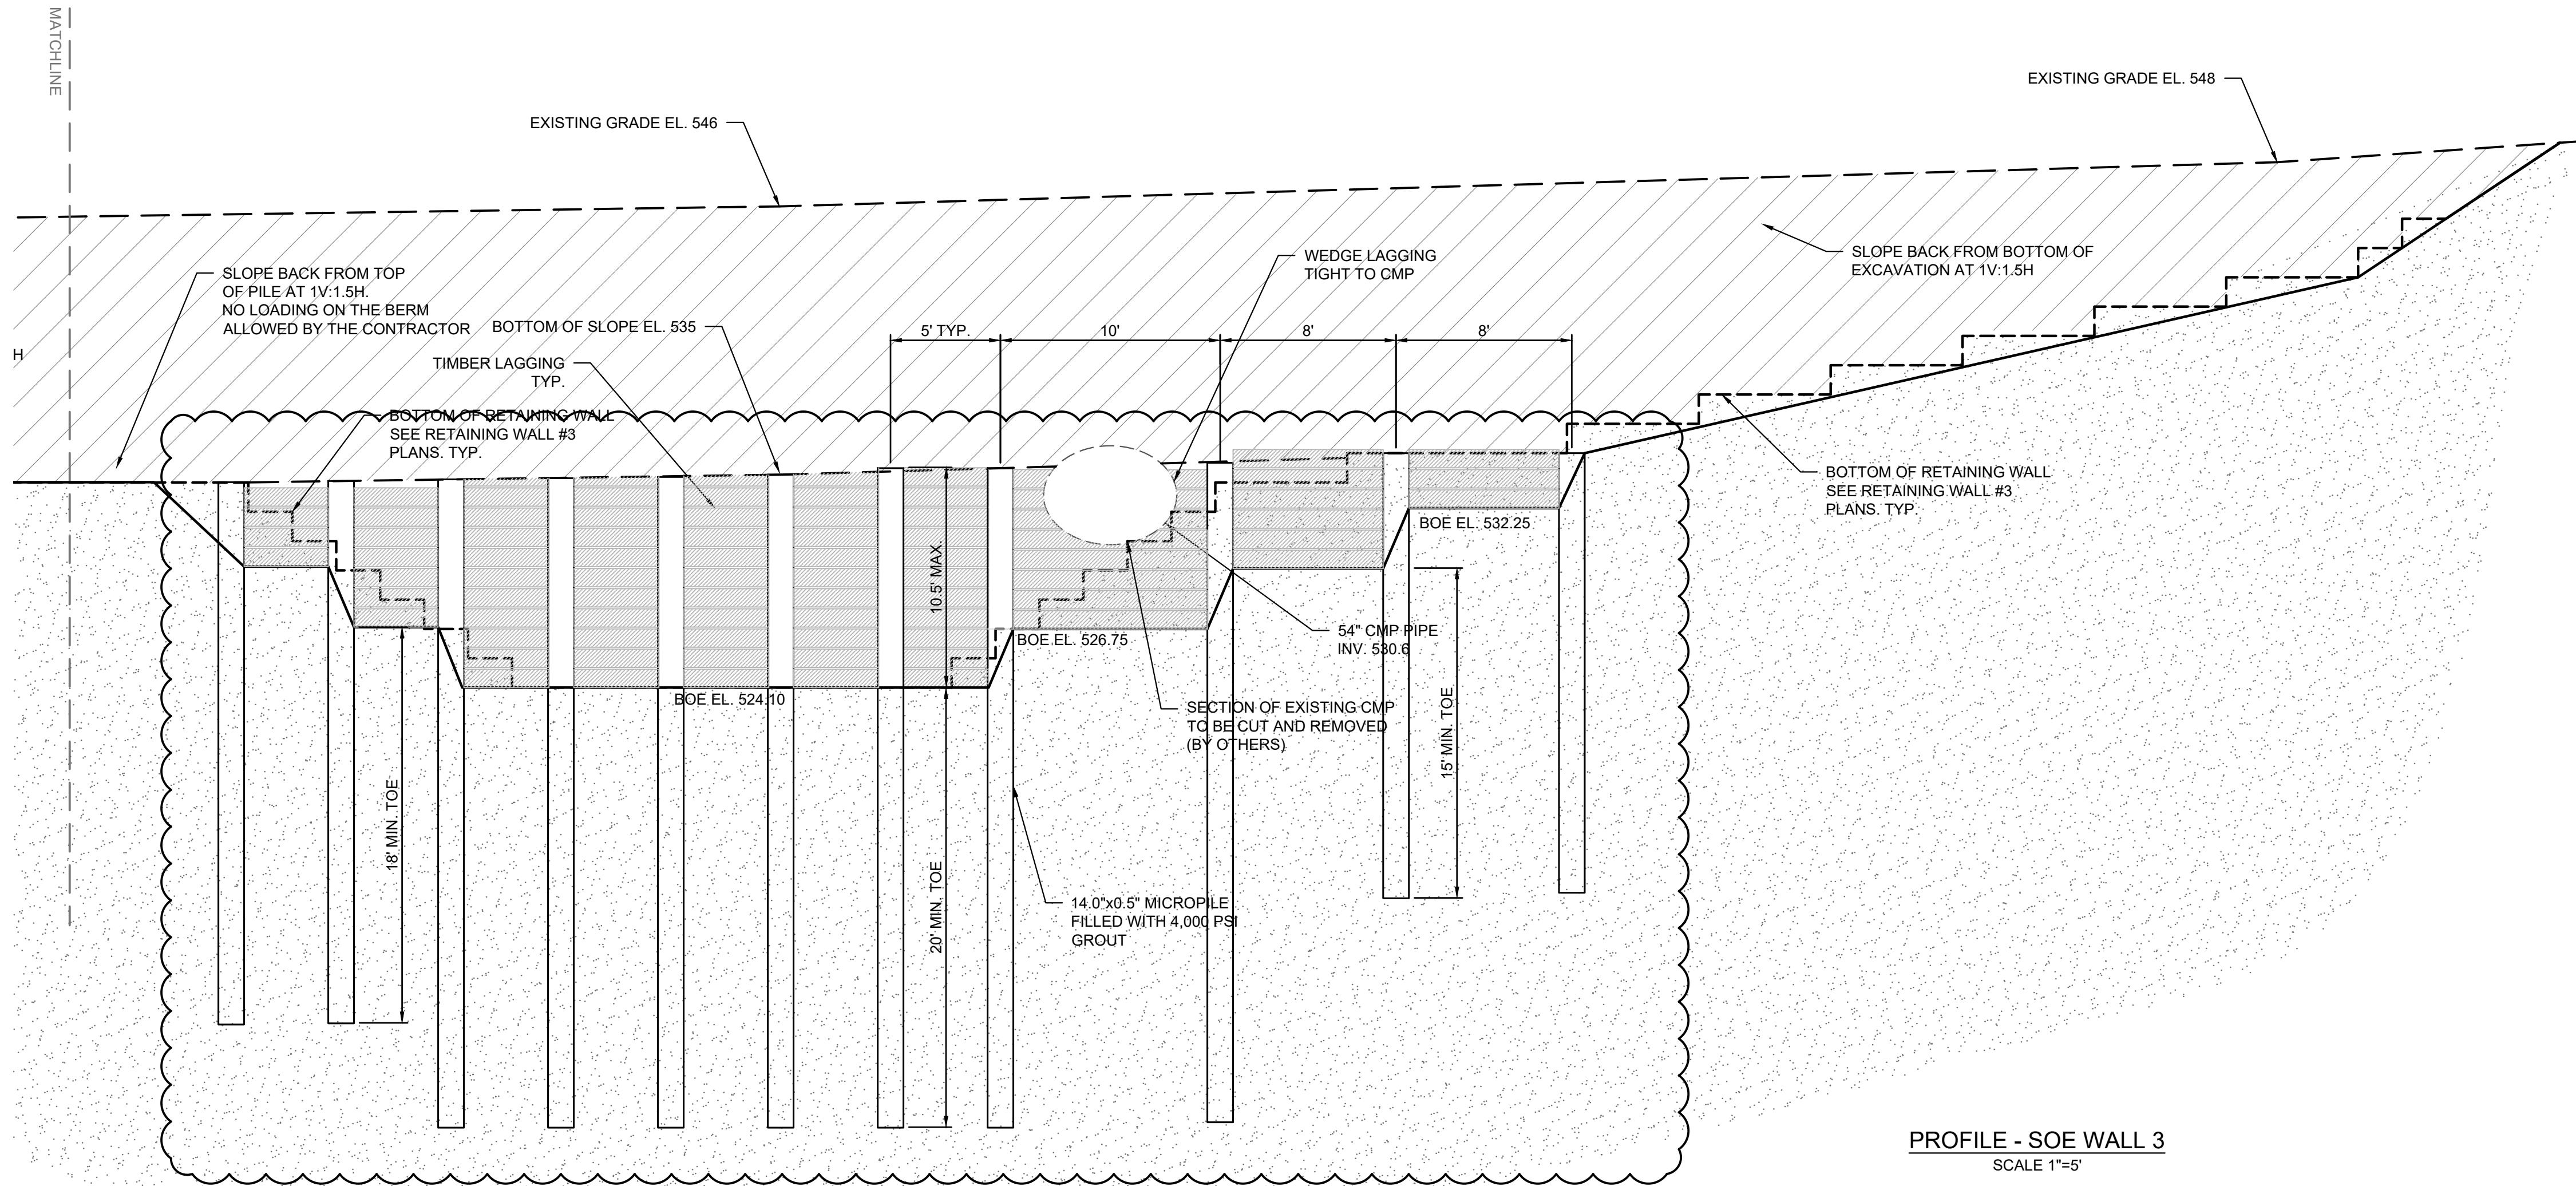 MATCHLINE
EXISTING GRADE EL. 546
EXISTING GRADE EL. 548
SLOPE BACK FROM TOP
OF PILE AT 1V:1.5H.
NO LOADING ON THE BERM
ALLOWED BY THE CONTRACTOR
H
BOTTOM OF SLOPE EL. 535
TIMBER LAGGING
TYP.
BOTTOM OF RETAINING WALL
SEE RETAINING WALL #3
PLANS. TYP.
WEDGE LAGGING
TIGHT TO CMP
SLOPE BACK FROM BOTTOM OF
EXCAVATION AT 1V:1.5H
5' TYP.
10'
8'
8'
BOTTOM OF RETAINING WALL
SEE RETAINING WALL #3
PLANS. TYP.
10.5' MAX.
BOE EL. 532.25
BOE EL. 526.75
54" CMP PIPE
INV. 530.6
BOE EL. 524.10
SECTION OF EXISTING CMP
TO BE CUT AND REMOVED
(BY OTHERS)
18' MIN. TOE
20' MIN. TOE
15' MIN. TOE
14.0"x0.5" MICROPILE
FILLED WITH 4,000 PSI
GROUT
PROFILE - SOE WALL 3
SCALE 1"=5'